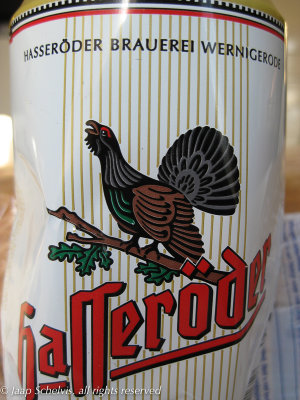 HASSERÖDER BRAUEREI WERNIGERODE
Hasseröder
© Jaap Schelvis, all rights reserved